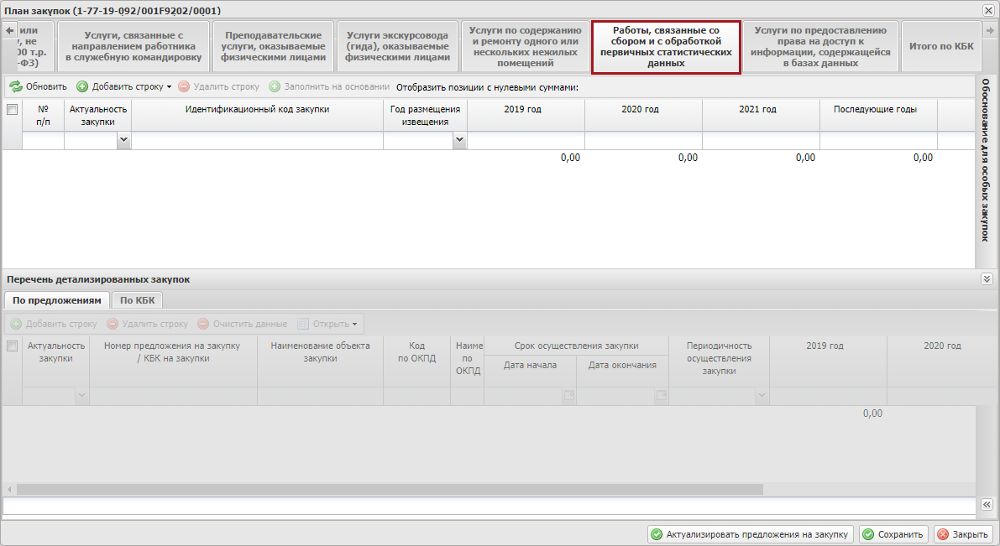 План закупок (1-77-19-092/001F9202/0001)
или
, не
0 т.р.
-ФЗ)
Услуги, связанные с
направлением работника
в служебную командировку
Преподавательские
услуги, оказываемые
физическими лицами
Услуги экскурсовода
(гида), оказываемые
физическими лицами
Услуги по содержанию
и ремонту одного или
нескольких нежилых
помещений
Работы, связанные со
сбором и с обработкой
первичных статистических
данных
Услуги по предоставлению
права на доступ к
информации, содержащейся
в базах данных
Итого по КБК
Обновить Добавить строку Удалить строку Заполнить на основании Отобразить позиции с нулевыми суммами:
№
п/п
Актуальность
закупки
Идентификационный код закупки
Год размещения
извещения
2019 год
2020 год
2021 год
Последующие годы
0,00 0,00 0,00 0,00
Обоснование для особых закупок
Перечень детализированных закупок
По предложениям По КБК
Добавить строку Удалить строку Очистить данные Открыть
Актуальность
закупки
Номер предложения на закупку
/ КБК на закупки
Наименование объекта
закупки
Код
по ОКПД
Наиме
по
ОКПД
Срок осуществления закупки
Дата начала Дата окончания
Периодичность
осуществления
закупки
2019 год
2020 год
0,00
Актуализировать предложения на закупку Сохранить Закрыть